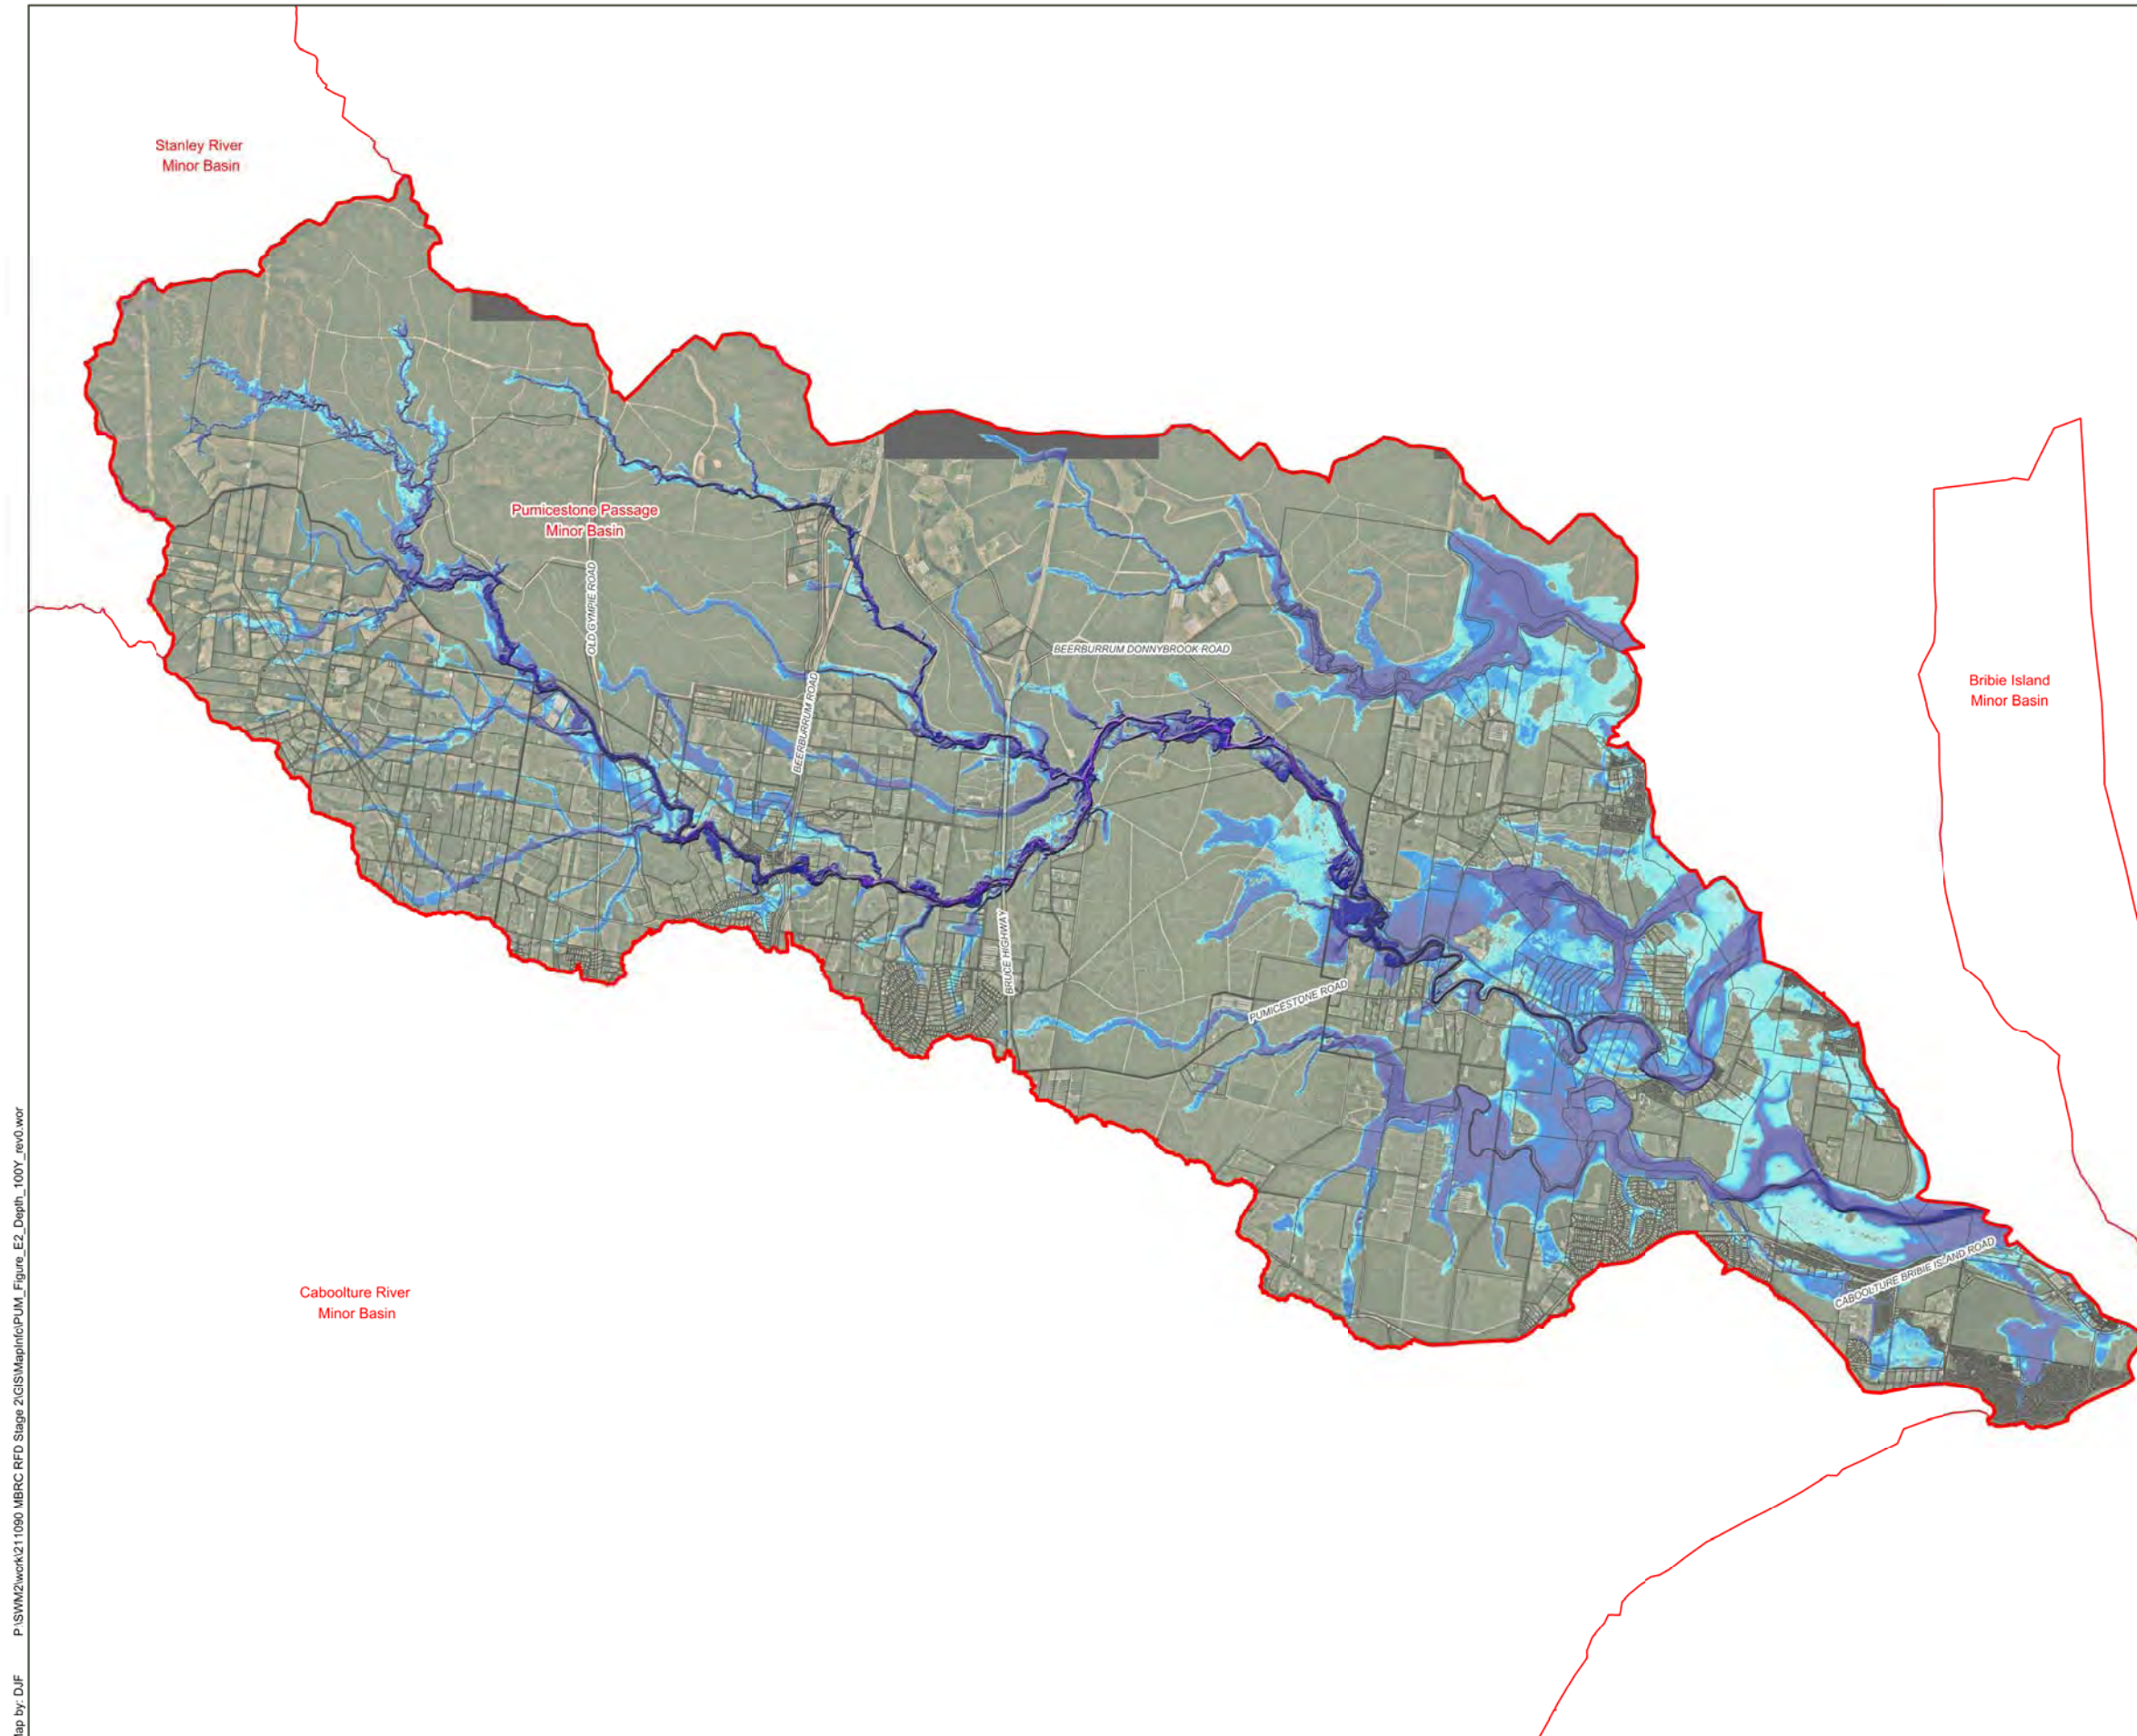 Stanley River
Minor Basin
Pumicestone Passage
Minor Basin
OLD GYMPIE ROAD
BEERBURRUM DONNYBROOK ROAD
BEERBURRUM ROAD
Bribie Island
Minor Basin
BRUCE HIGHWAY
PUMICESTONE ROAD
CABOOLTURE BRIBIE ISLAND ROAD
Caboolture River
Minor Basin
Map by: DJF P:\SWM2\work\211090 MBRC RFD Stage 2\GIS\MapInfo\PUM_Figure_E2_Depth_100Y_rev0.wor